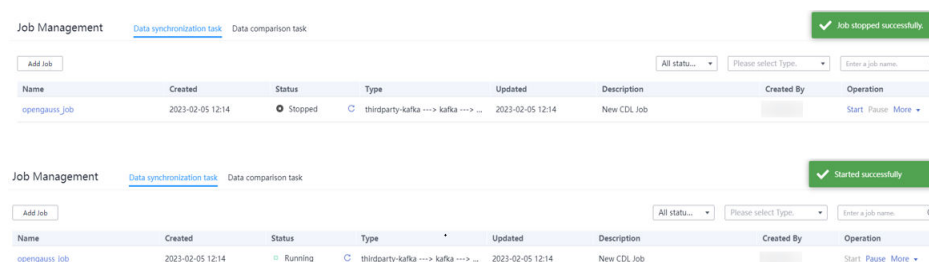 Job Management Data synchronization task Data comparison task Job stopped successfully.
Add Job All statu... Please select Type. Enter a job name.
Name Created Status Type Updated Description Created By Operation
opengauss_job 2023-02-05 12:14 Stopped thirdparty-kafka ---> kafka ---> ... 2023-02-05 12:14 New CDL Job Start Pause More
Job Management Data synchronization task Data comparison task Started successfully
Add Job All statu... Please select Type. Enter a job name.
Name Created Status Type Updated Description Created By Operation
opengauss_job 2023-02-05 12:14 Running thirdparty-kafka ---> kafka ---> ... 2023-02-05 12:14 New CDL Job Start Pause More